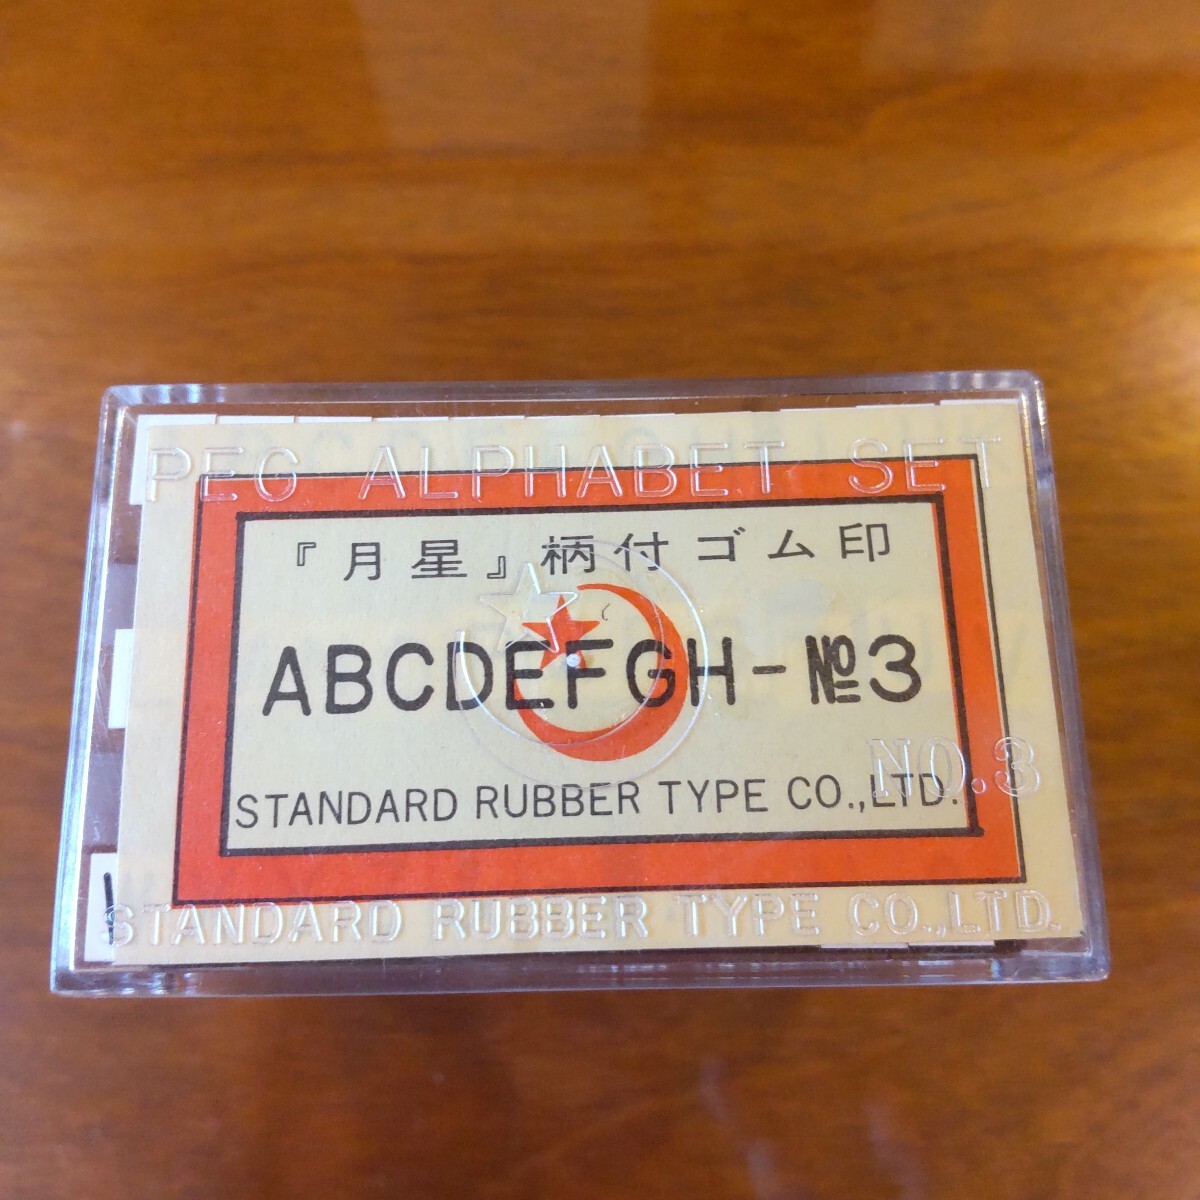 PEG ALPHABET SET
『月星』柄付ゴム印
ABCDEFGH-№3
STANDARD RUBBER TYPE CO.,LTD.
NO.3
STANDARD RUBBER TYPE CO.,LTD.